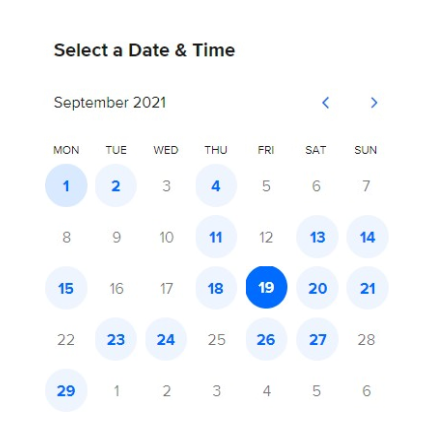 Select a Date & Time
September 2021
MON TUE WED THU FRI SAT SUN
1 2 3 4 5 6 7
8 9 10 11 12 13 14
15 16 17 18 19 20 21
22 23 24 25 26 27 28
29 1 2 3 4 5 6